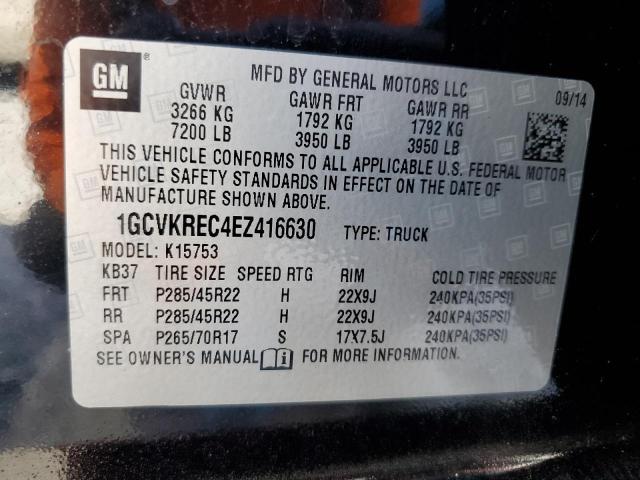 GM
MFD BY GENERAL MOTORS LLC
09/14
GVWR GAWR FRT GAWR RR
3266 KG 1792 KG 1792 KG
7200 LB 3950 LB 3950 LB
THIS VEHICLE CONFORMS TO ALL APPLICABLE U.S. FEDERAL MOTOR
VEHICLE SAFETY STANDARDS IN EFFECT ON THE DATE OF
MANUFACTURE SHOWN ABOVE.
1GCVKREC4EZ416630 TYPE: TRUCK
MODEL: K15753
KB37 TIRE SIZE SPEED RTG RIM COLD TIRE PRESSURE
FRT P285/45R22 H 22X9J 240KPA(35PSI)
RR P285/45R22 H 22X9J 240KPA(35PSI)
SPA P265/70R17 S 17X7.5J 240KPA(35PSI)
SEE OWNER'S MANUAL i FOR MORE INFORMATION.